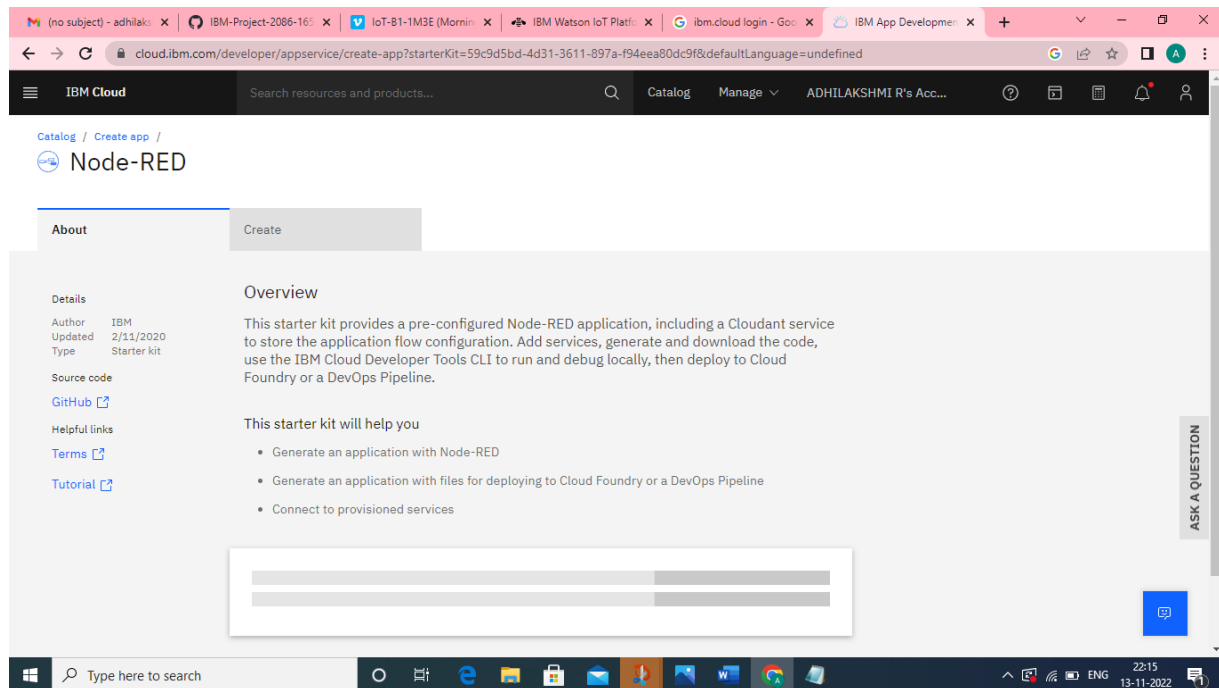 (no subject) - adhilaks
IBM-Project-2086-165
IoT-B1-1M3E (Mornin
IBM Watson IoT Platfo
ibm.cloud login - Goo
IBM App Developmen
cloud.ibm.com/developer/appservice/create-app?starterKit=59c9d5bd-4d31-3611-897a-f94eea80dc9f&defaultLanguage=undefined
G
A
IBM Cloud
Search resources and products...
Catalog
Manage
ADHILAKSHMI R's Acc...
Catalog / Create app /
Node-RED
About
Create
Details
Author IBM
Updated 2/11/2020
Type Starter kit
Source code
GitHub
Helpful links
Terms
Tutorial
Overview
This starter kit provides a pre-configured Node-RED application, including a Cloudant service
to store the application flow configuration. Add services, generate and download the code,
use the IBM Cloud Developer Tools CLI to run and debug locally, then deploy to Cloud
Foundry or a DevOps Pipeline.
This starter kit will help you
• Generate an application with Node-RED
• Generate an application with files for deploying to Cloud Foundry or a DevOps Pipeline
• Connect to provisioned services
ASK A QUESTION
Type here to search
ENG
22:15
13-11-2022
1